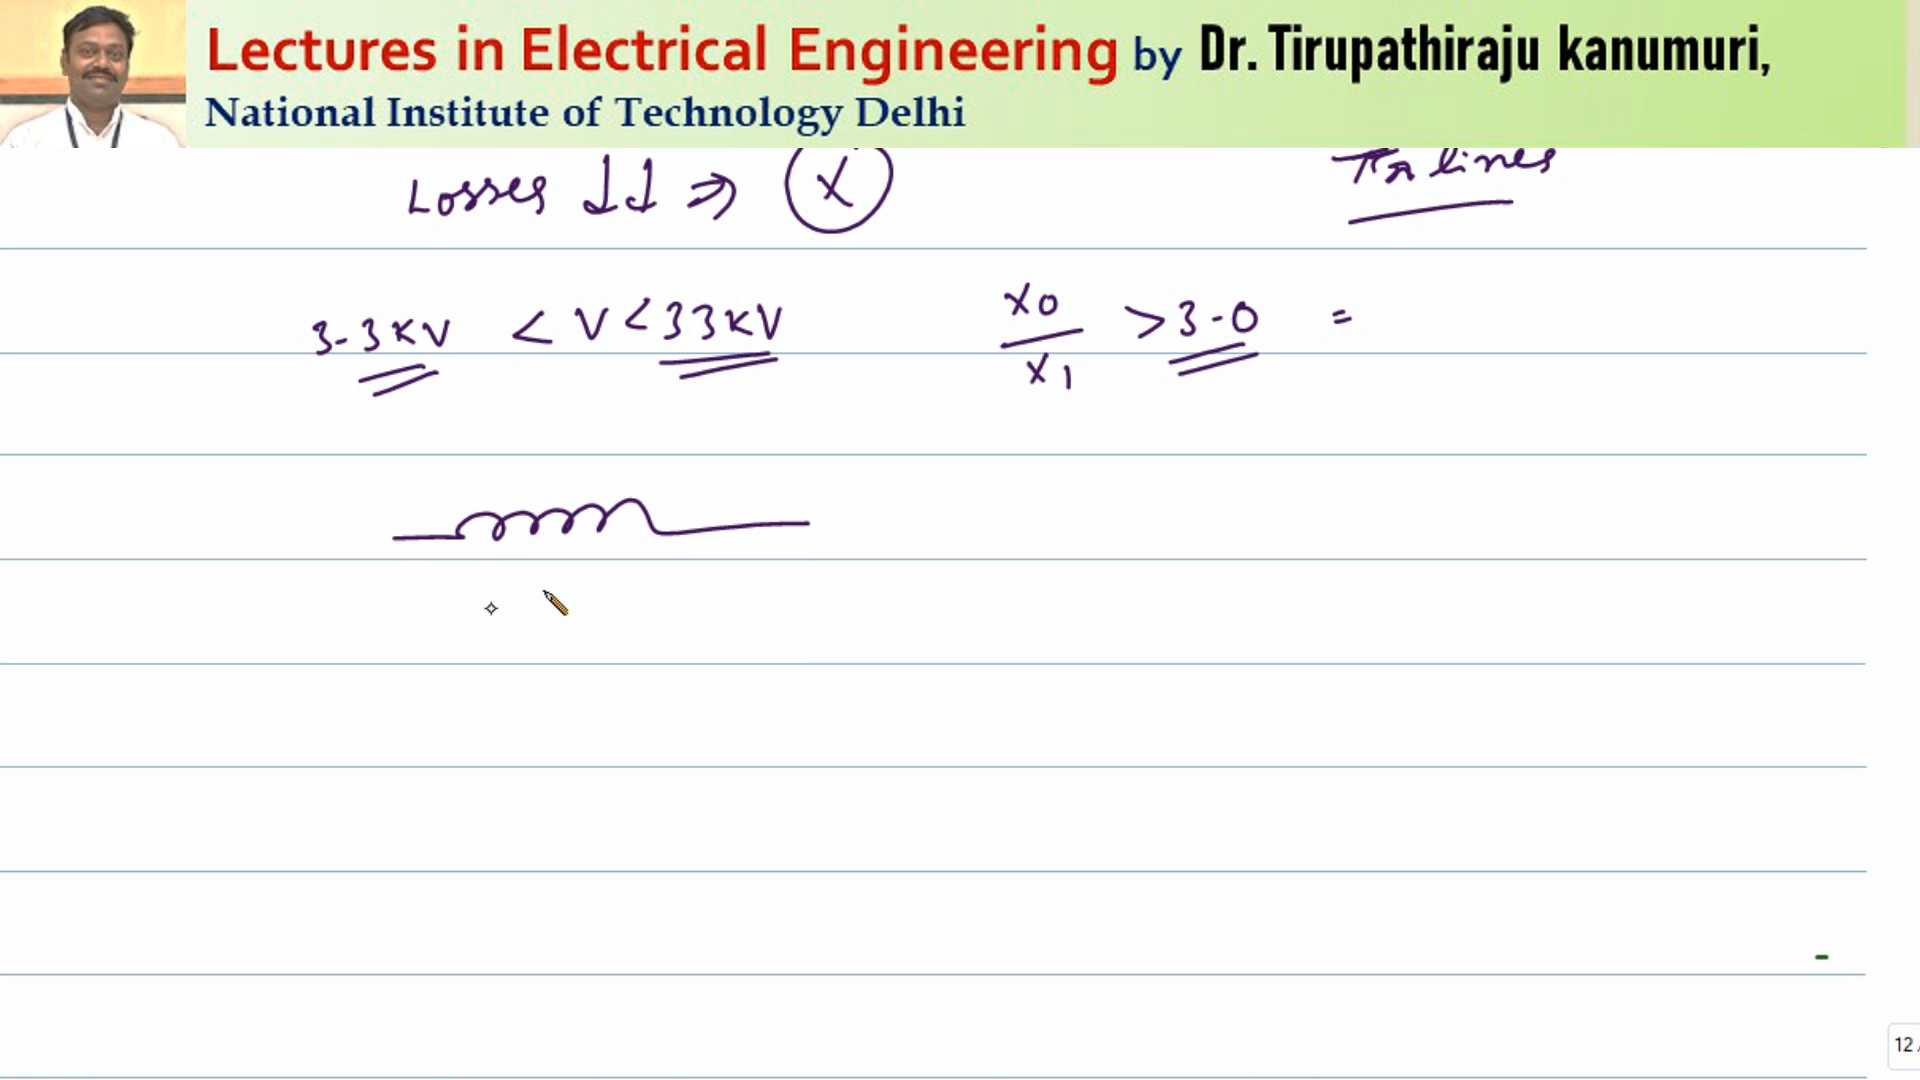 Lectures in Electrical Engineering by Dr. Tirupathiraju kanumuri,
National Institute of Technology Delhi
Losses ↓↓ ⇒ X
Tr lines
3-3KV < V < 33KV
X0 / X1 > 3-0 =
12